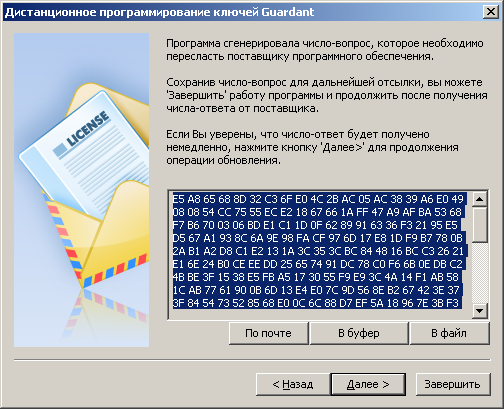 Дистанционное программирование ключей Guardant
LICENSE
Программа сгенерировала число-вопрос, которое необходимо
переслать поставщику программного обеспечения.
Сохранив число-вопрос для дальнейшей отсылки, вы можете
'Завершить' работу программы и продолжить после получения
числа-ответа от поставщика.
Если Вы уверены, что число-ответ будет получено
немедленно, нажмите кнопку 'Далее>' для продолжения
операции обновления.
E5 A8 65 68 8D 32 C3 6F E0 4C 2B AC 05 AC 38 39 A6 E0 49
08 08 54 CC 75 55 EC E2 18 67 66 1A FF 47 A9 AF BA 53 68
F7 B6 70 03 06 BD E1 C1 1D 0F 62 89 91 63 36 F3 21 95 E5
D5 67 A1 93 8C 6A 9E 98 FA CF 97 6D 17 E8 1D F9 B7 78 0B
2A B1 A2 D8 C1 E2 13 1A 3C 35 3C BC 84 48 16 BC C3 26 21
E1 6E 24 B0 CE EE DD 25 65 74 91 DC 78 C0 F6 6B 0E DB C2
4B BE 3F 15 38 E5 FB A5 17 30 55 F9 E9 3C 4A 14 F1 AB 58
1C AB 77 61 90 0B 6D 13 E4 E0 7C 9D 56 8E B2 67 42 3E 37
3F 84 54 73 52 85 68 E0 0C 6C 88 D7 EF 5A 18 96 7E 3B F3
По почте В буфер В файл
< Назад Далее > Завершить